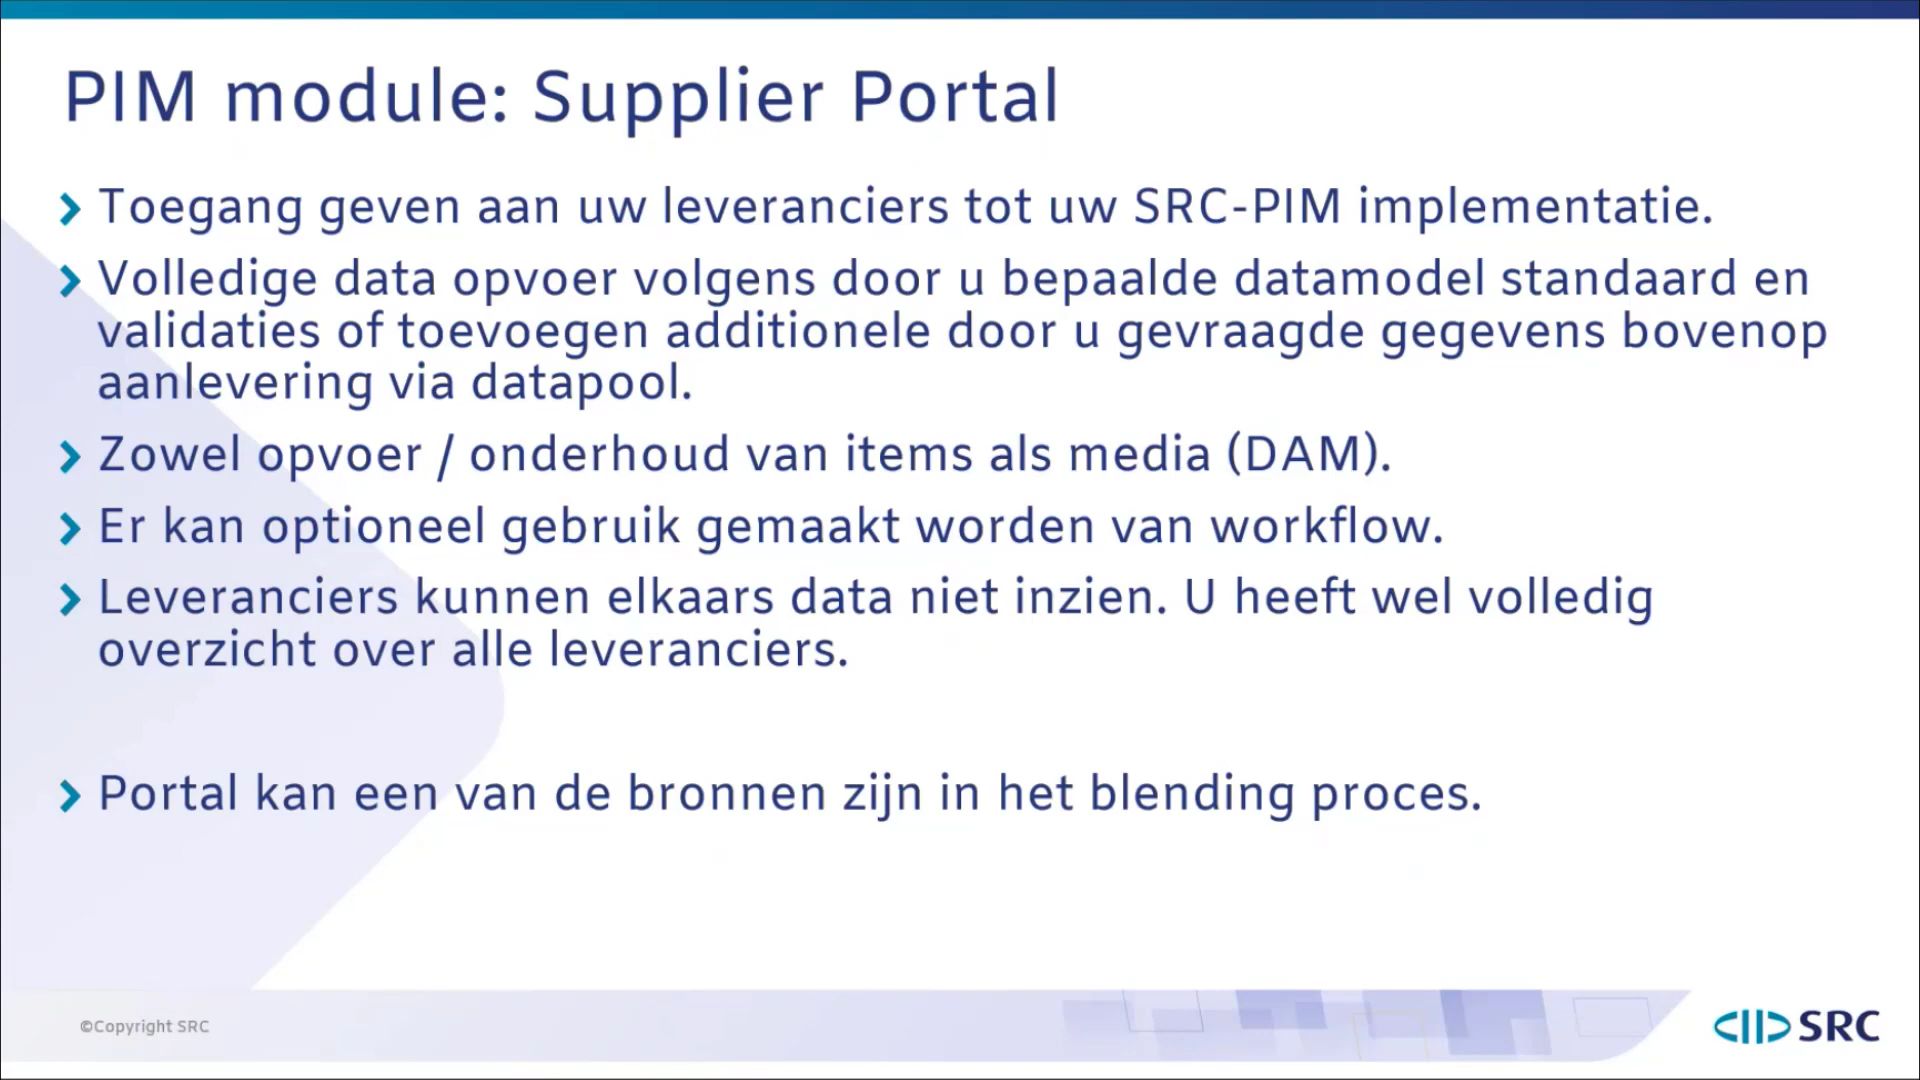 PIM module: Supplier Portal
Toegang geven aan uw leveranciers tot uw SRC-PIM implementatie.
Volledige data opvoer volgens door u bepaalde datamodel standaard en
validaties of toevoegen additionele door u gevraagde gegevens bovenop
aanlevering via datapool.
Zowel opvoer / onderhoud van items als media (DAM).
Er kan optioneel gebruik gemaakt worden van workflow.
Leveranciers kunnen elkaars data niet inzien. U heeft wel volledig
overzicht over alle leveranciers.
Portal kan een van de bronnen zijn in het blending proces.
©Copyright SRC
SRC